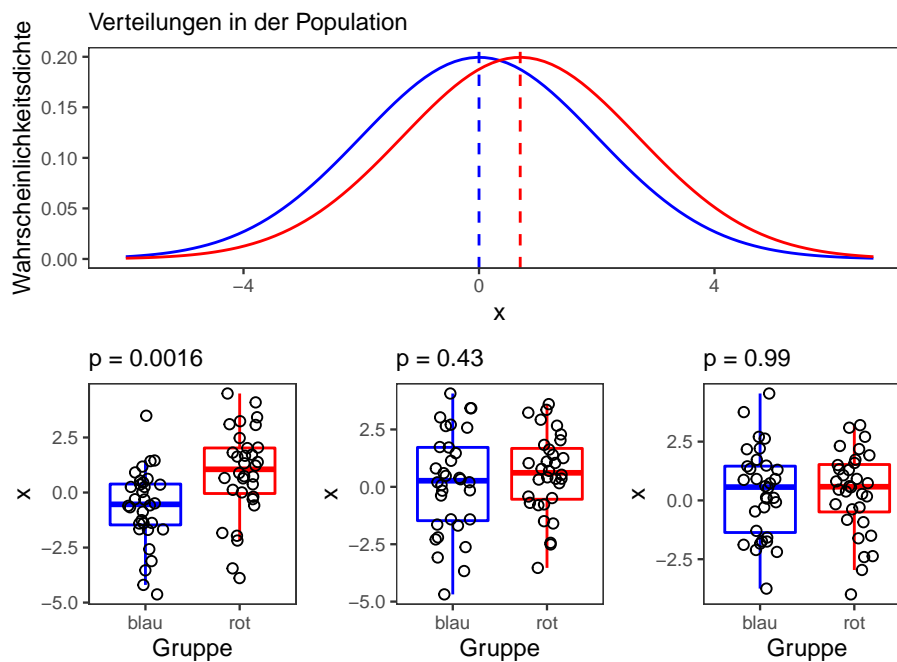 Verteilungen in der Population
Wahrscheinlichkeitsdichte
0.20
0.15
0.10
0.05
0.00
−4 0 4
x
p = 0.0016
x
2.5
0.0
−2.5
−5.0
blau rot
Gruppe
p = 0.43
x
2.5
0.0
−2.5
−5.0
blau rot
Gruppe
p = 0.99
x
2.5
0.0
−2.5
blau rot
Gruppe